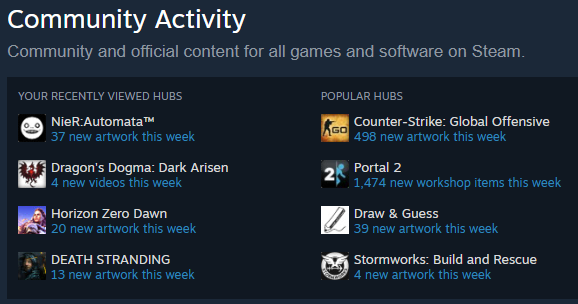 Community Activity
Community and official content for all games and software on Steam.
YOUR RECENTLY VIEWED HUBS
NieR:Automata™
37 new artwork this week
Dragon's Dogma: Dark Arisen
4 new videos this week
Horizon Zero Dawn
20 new artwork this week
DEATH STRANDING
13 new artwork this week
POPULAR HUBS
GO
Counter-Strike: Global Offensive
498 new artwork this week
2
Portal 2
1,474 new workshop items this week
Draw & Guess
39 new artwork this week
Stormworks: Build and Rescue
4 new artwork this week